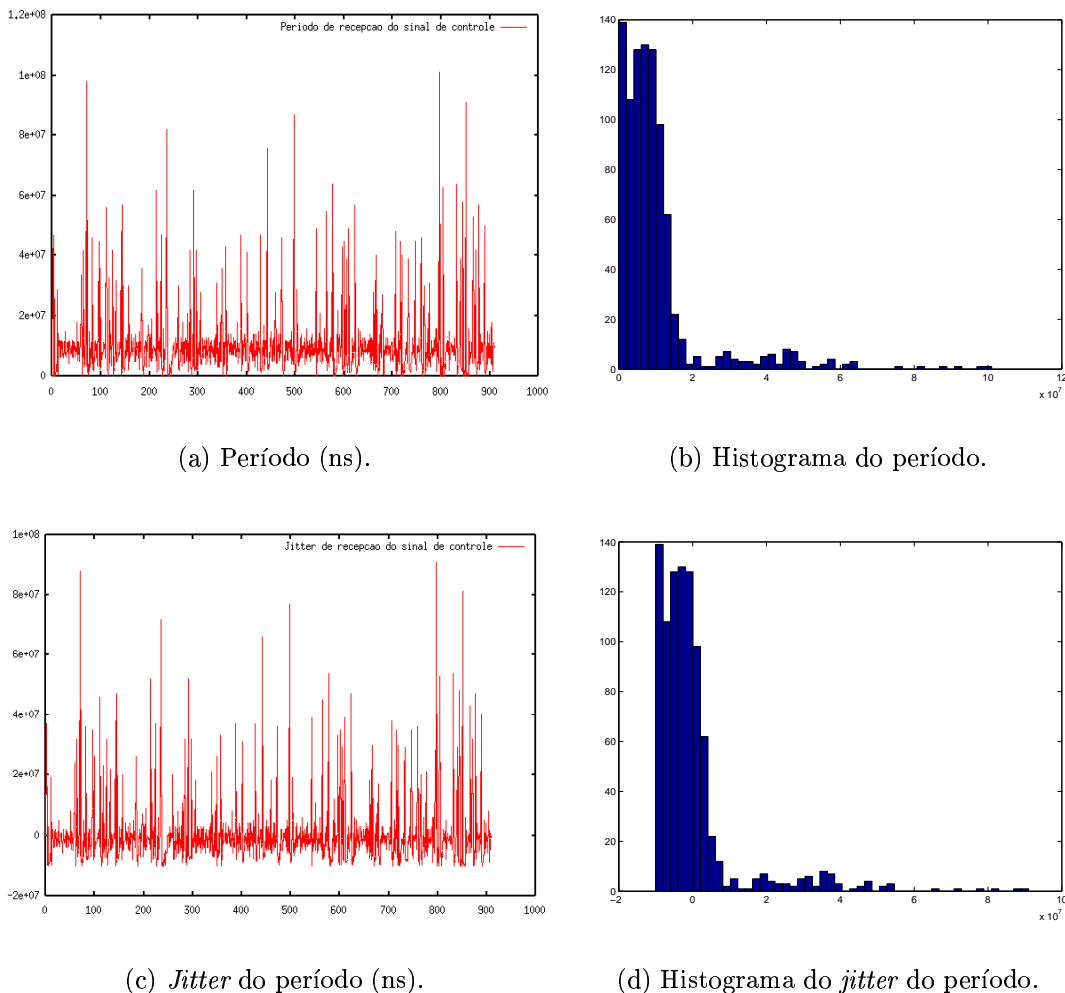 1.2e+08
1e+08
8e+07
6e+07
4e+07
2e+07
0
0 100 200 300 400 500 600 700 800 900 1000
Periodo de recepcao do sinal de controle
(a) Período (ns).
140
120
100
80
60
40
20
0
0 2 4 6 8 10 12
x 10^7
(b) Histograma do período.
1e+08
8e+07
6e+07
4e+07
2e+07
0
-2e+07
0 100 200 300 400 500 600 700 800 900 1000
Jitter de recepcao do sinal de controle
(c) Jitter do período (ns).
140
120
100
80
60
40
20
0
−2 0 2 4 6 8 10
x 10^7
(d) Histograma do jitter do período.